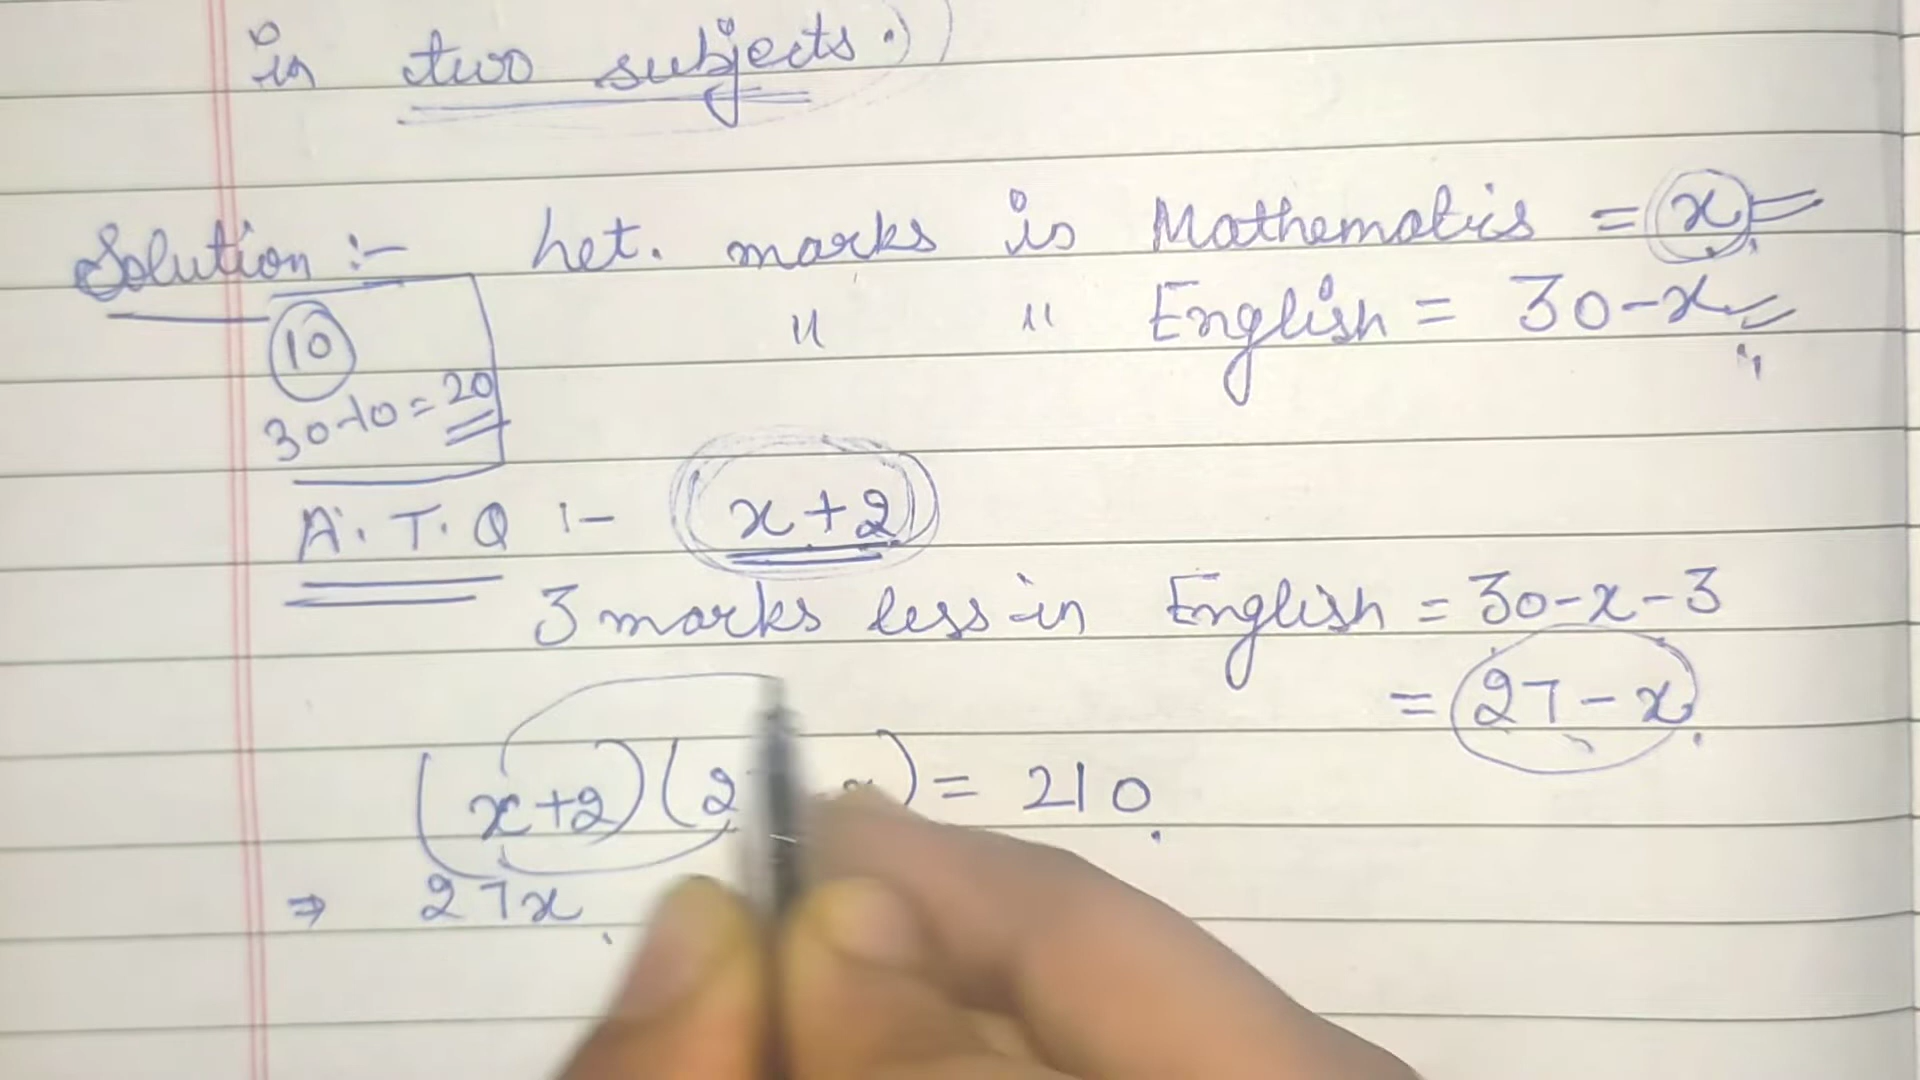 in two subjects.)
Solution :- Let. marks is Mathematics = x
" " English = 30-x
10
30-10=20
A.T.Q :- x+2
3 marks less in English = 30-x-3
= 27-x
(x+2)(2 )= 210
⇒ 27x